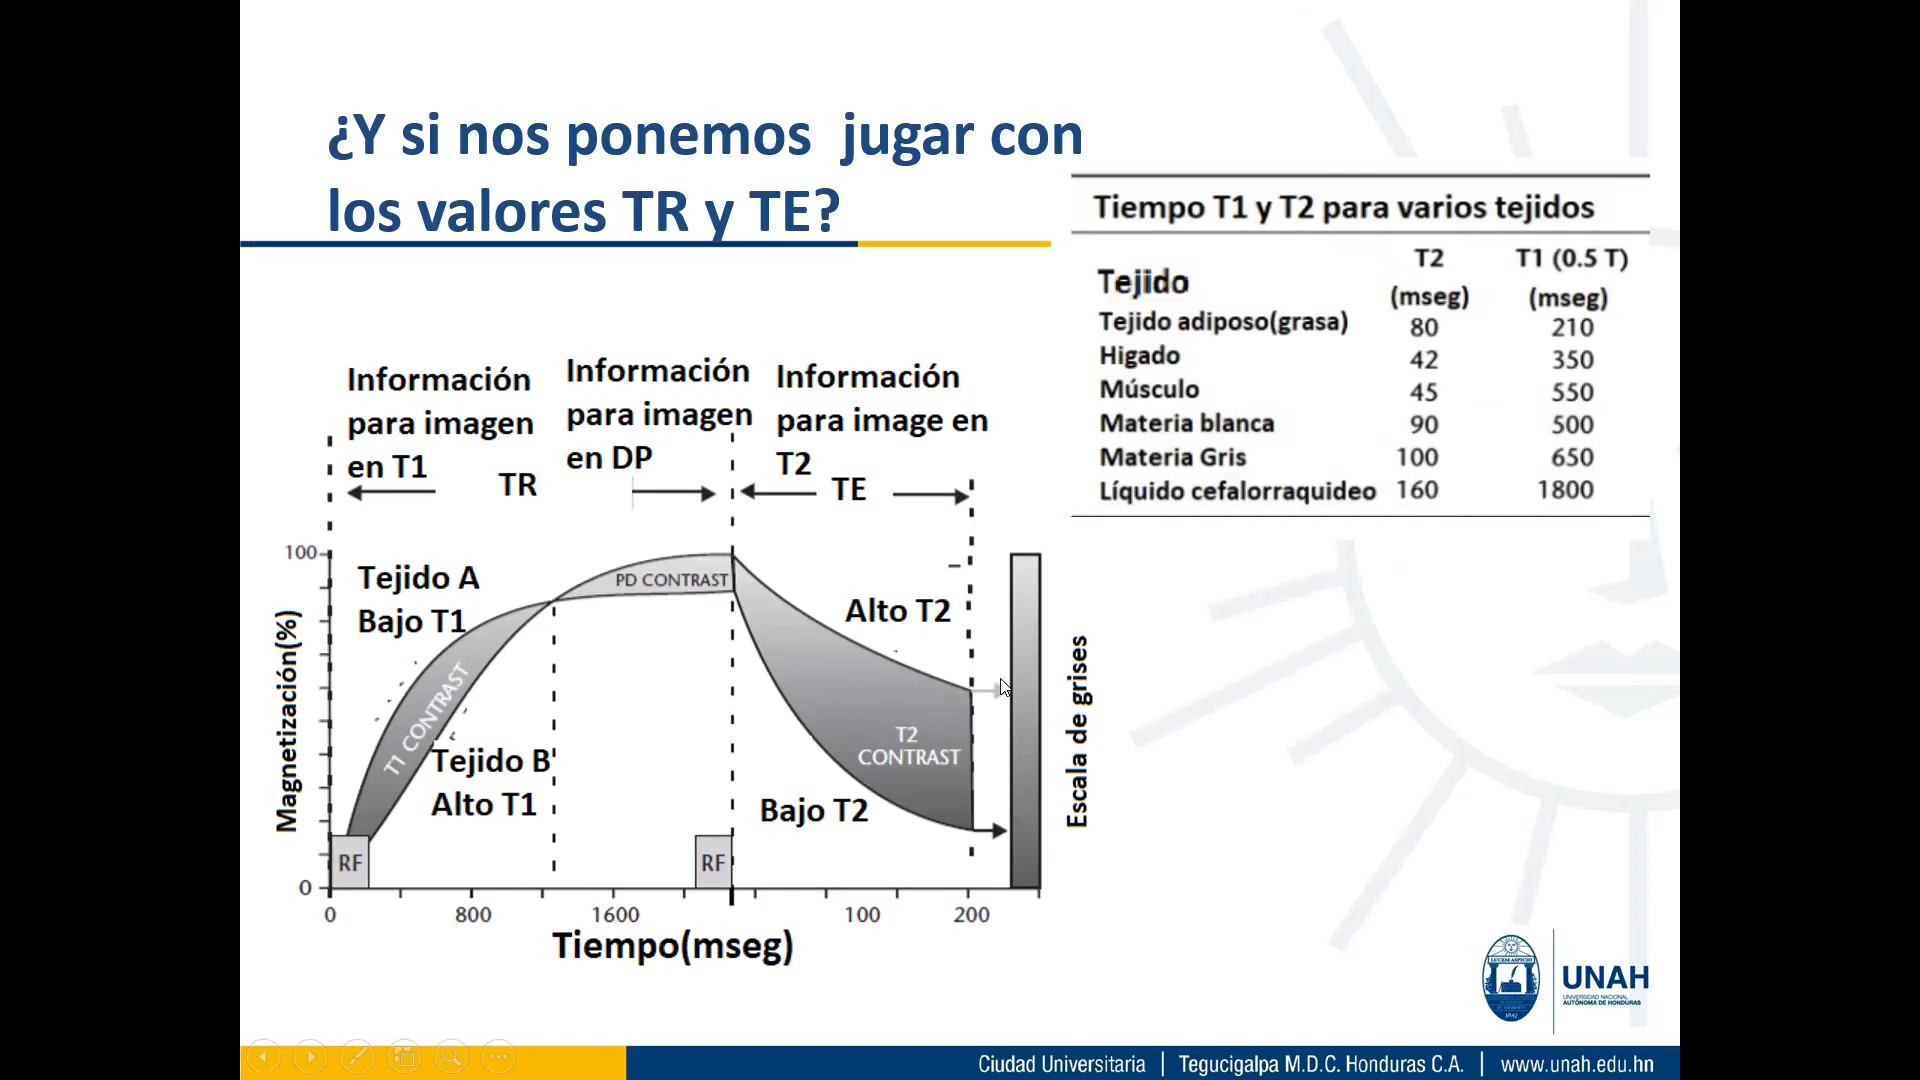 ¿Y si nos ponemos jugar con
los valores TR y TE?
Tiempo T1 y T2 para varios tejidos
Tejido T2 (mseg) T1 (0.5 T) (mseg)
Tejido adiposo(grasa) 80 210
Higado 42 350
Músculo 45 550
Materia blanca 90 500
Materia Gris 100 650
Líquido cefalorraquideo 160 1800
Información
para imagen
en T1
Información
para imagen
en DP
Información
para image en
T2
TR
TE
100
Tejido A
Bajo T1
PD CONTRAST
Alto T2
T1 CONTRAST
Tejido B
Alto T1
T2
CONTRAST
Bajo T2
Magnetización(%)
Escala de grises
RF
RF
0
0 800 1600 100 200
Tiempo(mseg)
LUCEM ASPICIO
1847
UNAH
UNIVERSIDAD NACIONAL
AUTÓNOMA DE HONDURAS
Ciudad Universitaria | Tegucigalpa M.D.C. Honduras C.A. | www.unah.edu.hn